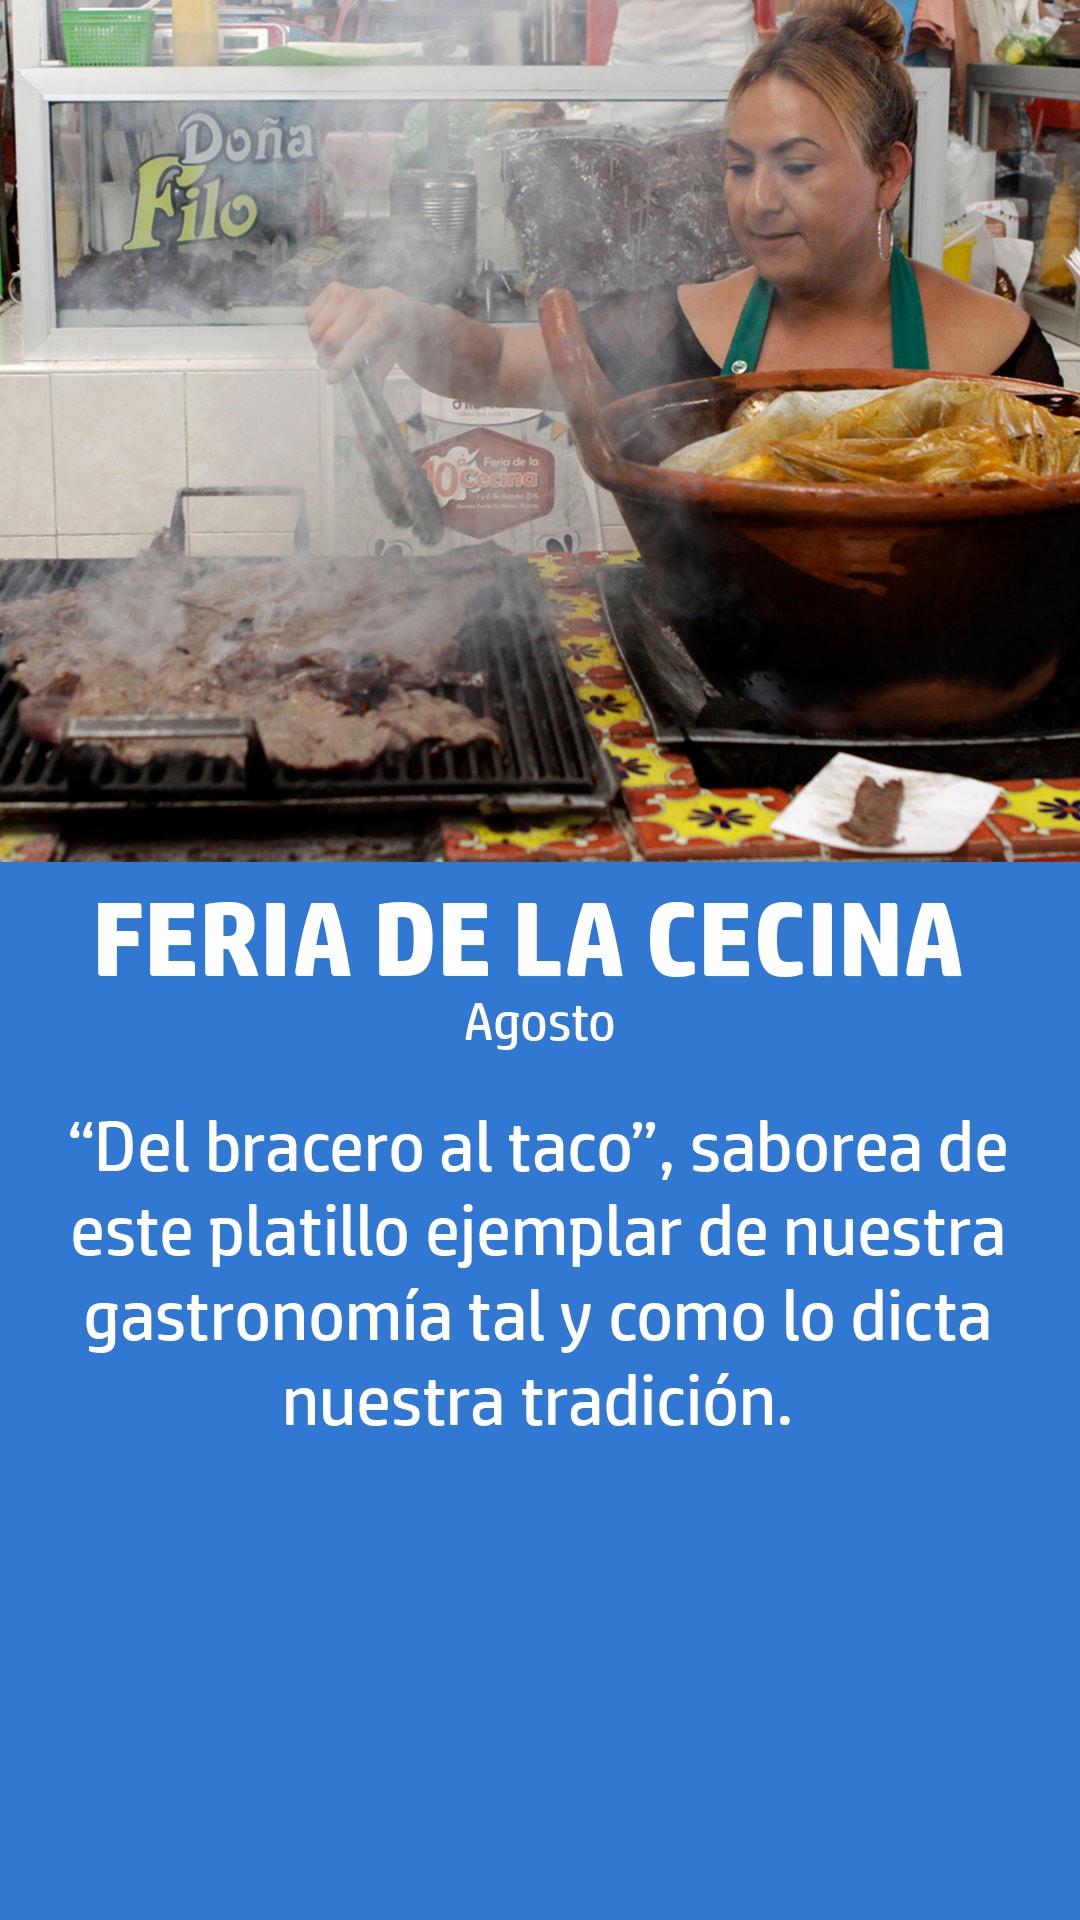 Doña
Filo
10a
Feria de la
Cecina
FERIA DE LA CECINA
Agosto
“Del bracero al taco”, saborea de
este platillo ejemplar de nuestra
gastronomía tal y como lo dicta
nuestra tradición.